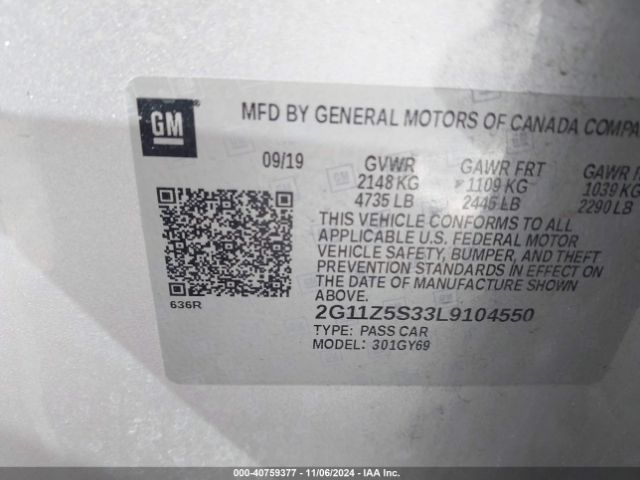 GM
MFD BY GENERAL MOTORS OF CANADA COMPA
09/19 GVWR GAWR FRT GAWR
2148 KG 1109 KG 1039 KG
4735 LB 2445 LB 2290 LB
THIS VEHICLE CONFORMS TO ALL
APPLICABLE U.S. FEDERAL MOTOR
VEHICLE SAFETY, BUMPER, AND THEFT
PREVENTION STANDARDS IN EFFECT ON
THE DATE OF MANUFACTURE SHOWN
ABOVE.
636R
2G11Z5S33L9104550
TYPE: PASS CAR
MODEL: 301GY69
000-40759377 - 11/06/2024 - IAA Inc.